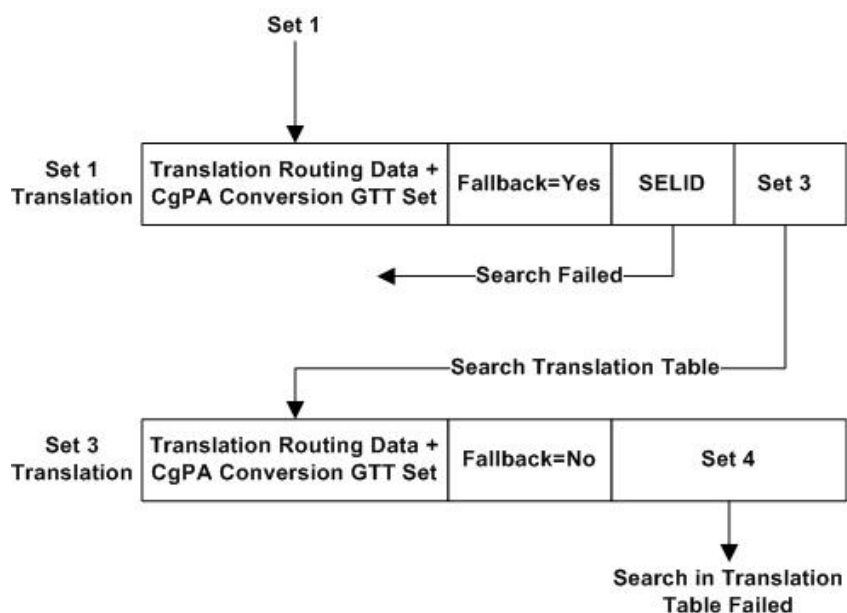 Set 1
Set 1
Translation
Translation Routing Data +
CgPA Conversion GTT Set
Fallback=Yes
SELID
Set 3
Search Failed
Search Translation Table
Set 3
Translation
Translation Routing Data +
CgPA Conversion GTT Set
Fallback=No
Set 4
Search in Translation
Table Failed